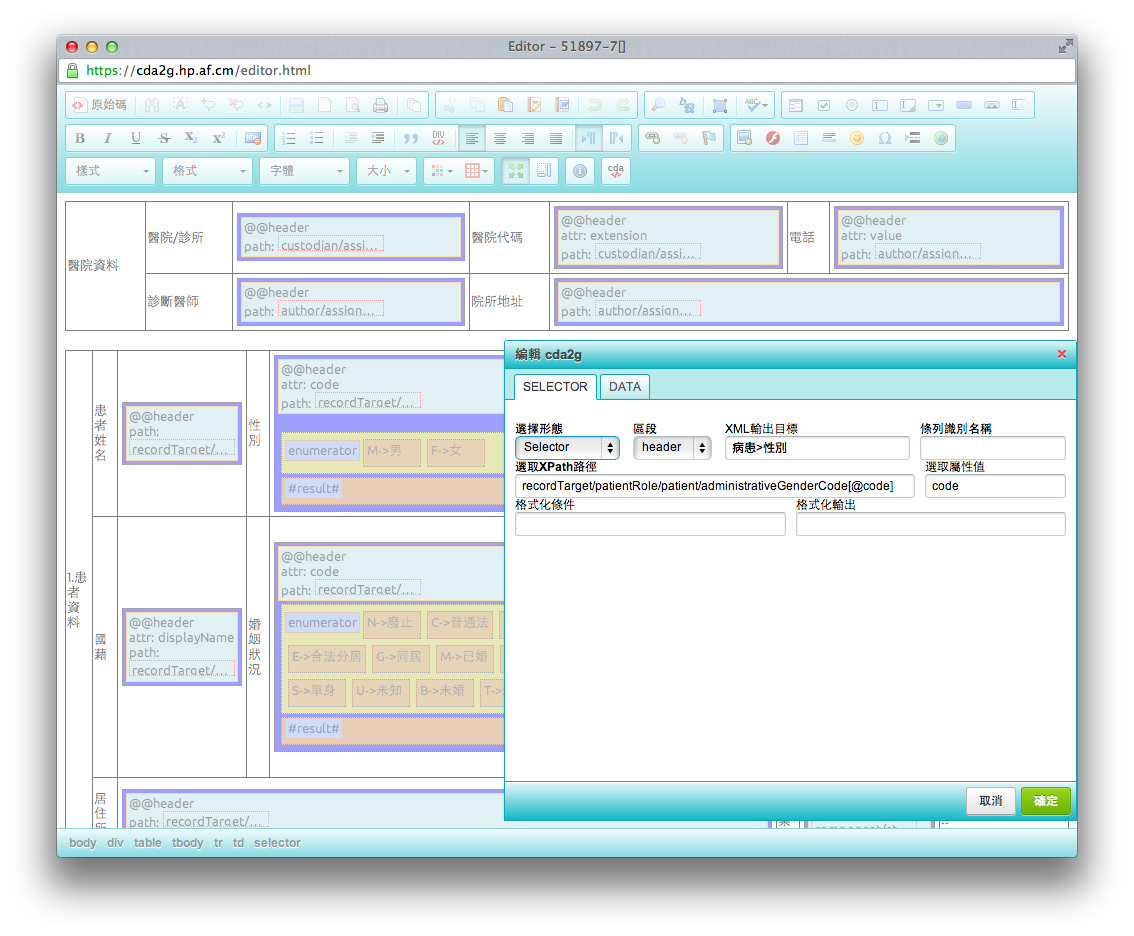 Editor – 51897-7[]
https://cda2g.hp.af.cm/editor.html
原始碼
ABC
B I U S X₂ X²
DIV
樣式 格式 字體 大小 cda
醫院資料
醫院/診所
@@header
path: custodian/assi...
醫院代碼
@@header
attr: extension
path: custodian/assi...
電話
@@header
attr: value
path: author/assign...
診斷醫師
@@header
path: author/assign...
院所地址
@@header
path: author/assign...
1.患者資料
患者姓名
@@header
path:
recordTarget/...
性別
@@header
attr: code
path: recordTarget/...
enumerator M->男 F->女
#result#
國籍
@@header
attr: displayName
path:
recordTarget/...
婚姻狀況
@@header
attr: code
path: recordTarget/...
enumerator N->廢止 C->普通法
E->合法分居 G->同居 M->已婚
S->單身 U->未知 B->未婚 T->
#result#
居住所
@@header
path: recordTarget/...
編輯 cda2g
SELECTOR DATA
選擇形態 區段 XML輸出目標 條列識別名稱
Selector header 病患>性別
選取XPath路徑 選取屬性值
recordTarget/patientRole/patient/administrativeGenderCode[@code] code
格式化條件 格式化輸出
取消 確定
body div table tbody tr td selector